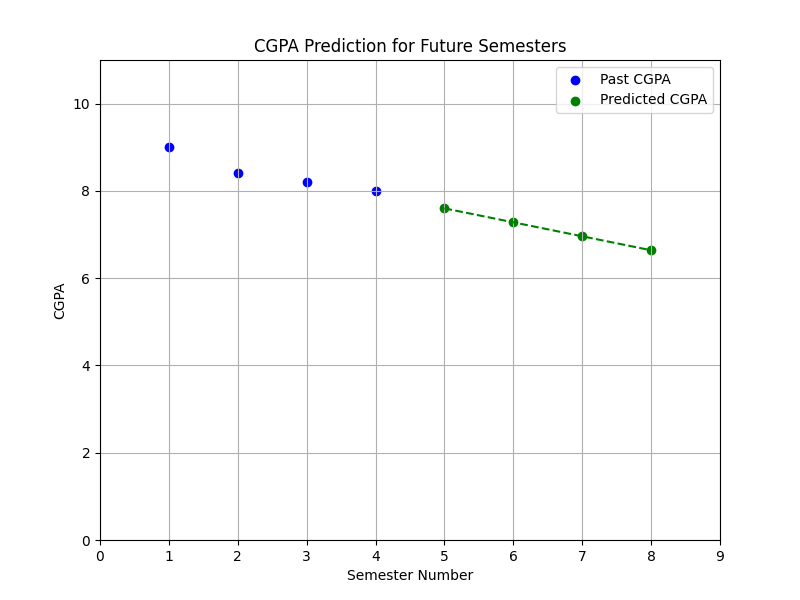 CGPA Prediction for Future Semesters
Past CGPA
Predicted CGPA
10
8
6
4
2
0
CGPA
0 1 2 3 4 5 6 7 8 9
Semester Number